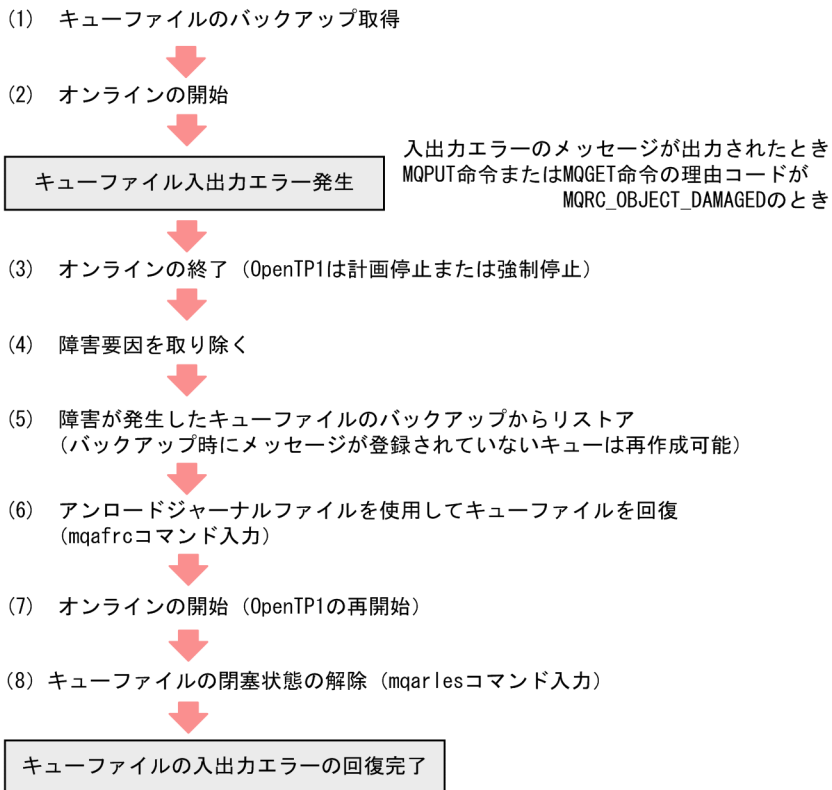 (1) キューファイルのバックアップ取得
(2) オンラインの開始
キューファイル入出力エラー発生
入出力エラーのメッセージが出力されたとき
MQPUT命令またはMQGET命令の理由コードが
MQRC_OBJECT_DAMAGEDのとき
(3) オンラインの終了（OpenTP1は計画停止または強制停止）
(4) 障害要因を取り除く
(5) 障害が発生したキューファイルのバックアップからリストア
（バックアップ時にメッセージが登録されていないキューは再作成可能）
(6) アンロードジャーナルファイルを使用してキューファイルを回復
（mqafrcコマンド入力）
(7) オンラインの開始（OpenTP1の再開始）
(8) キューファイルの閉塞状態の解除（mqarlesコマンド入力）
キューファイルの入出力エラーの回復完了